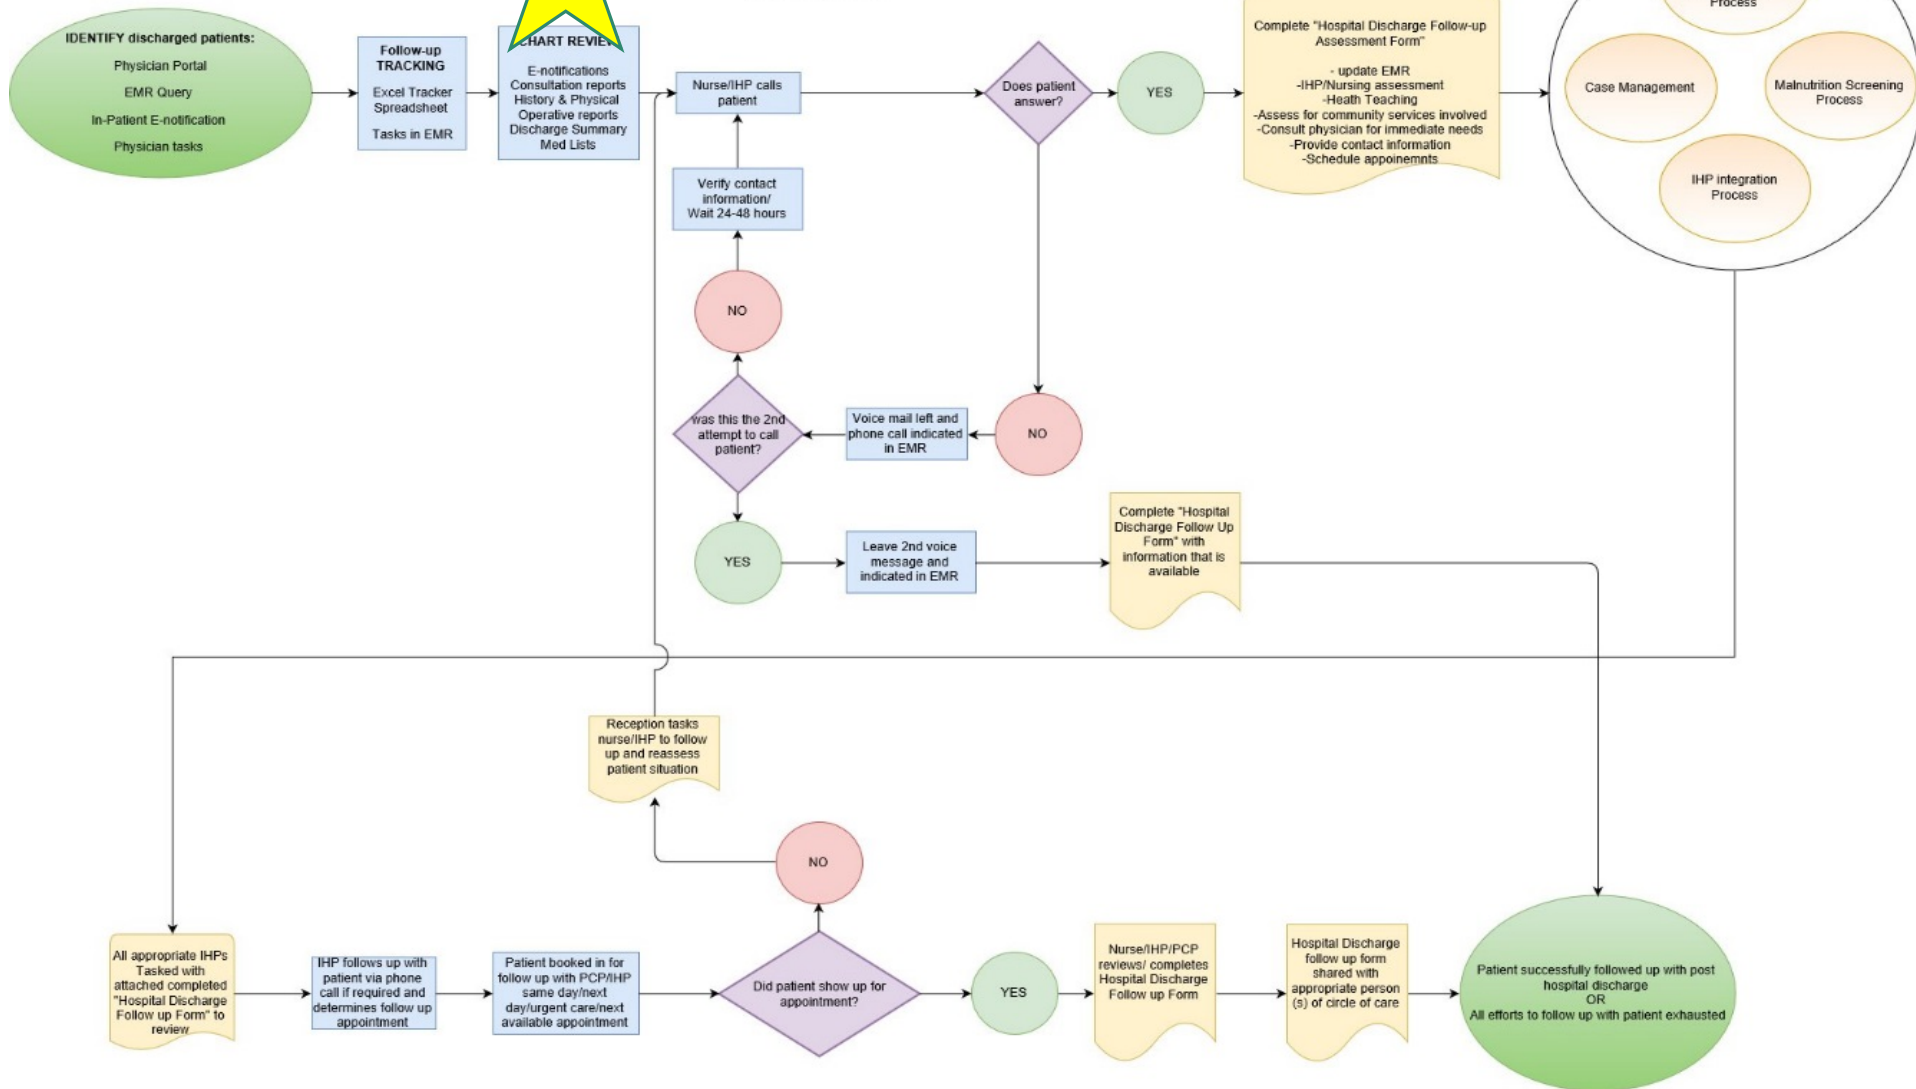 IDENTIFY discharged patients:
Physician Portal
EMR Query
In-Patient E-notification
Physician tasks
Follow-up
TRACKING
Excel Tracker
Spreadsheet
Tasks in EMR
CHART REVIEW
E-notifications
Consultation reports
History & Physical
Operative reports
Discharge Summary
Med Lists
Nurse/IHP calls
patient
Does patient
answer?
YES
Complete "Hospital Discharge Follow-up
Assessment Form"
- update EMR
-IHP/Nursing assessment
-Heath Teaching
-Assess for community services involved
-Consult physician for immediate needs
-Provide contact information
-Schedule appoinemnts
Process
Case Management
Malnutrition Screening
Process
IHP integration
Process
Verify contact
information/
Wait 24-48 hours
NO
was this the 2nd
attempt to call
patient?
Voice mail left and
phone call indicated
in EMR
NO
YES
Leave 2nd voice
message and
indicated in EMR
Complete "Hospital
Discharge Follow Up
Form" with
information that is
available
Reception tasks
nurse/IHP to follow
up and reassess
patient situation
NO
All appropriate IHPs
Tasked with
attached completed
"Hospital Discharge
Follow up Form" to
review
IHP follows up with
patient via phone
call if required and
determines follow up
appointment
Patient booked in for
follow up with PCP/IHP
same day/next
day/urgent care/next
available appointment
Did patient show up for
appointment?
YES
Nurse/IHP/PCP
reviews/ completes
Hospital Discharge
Follow up Form
Hospital Discharge
follow up form
shared with
appropriate person
(s) of circle of care
Patient successfully followed up with post
hospital discharge
OR
All efforts to follow up with patient exhausted